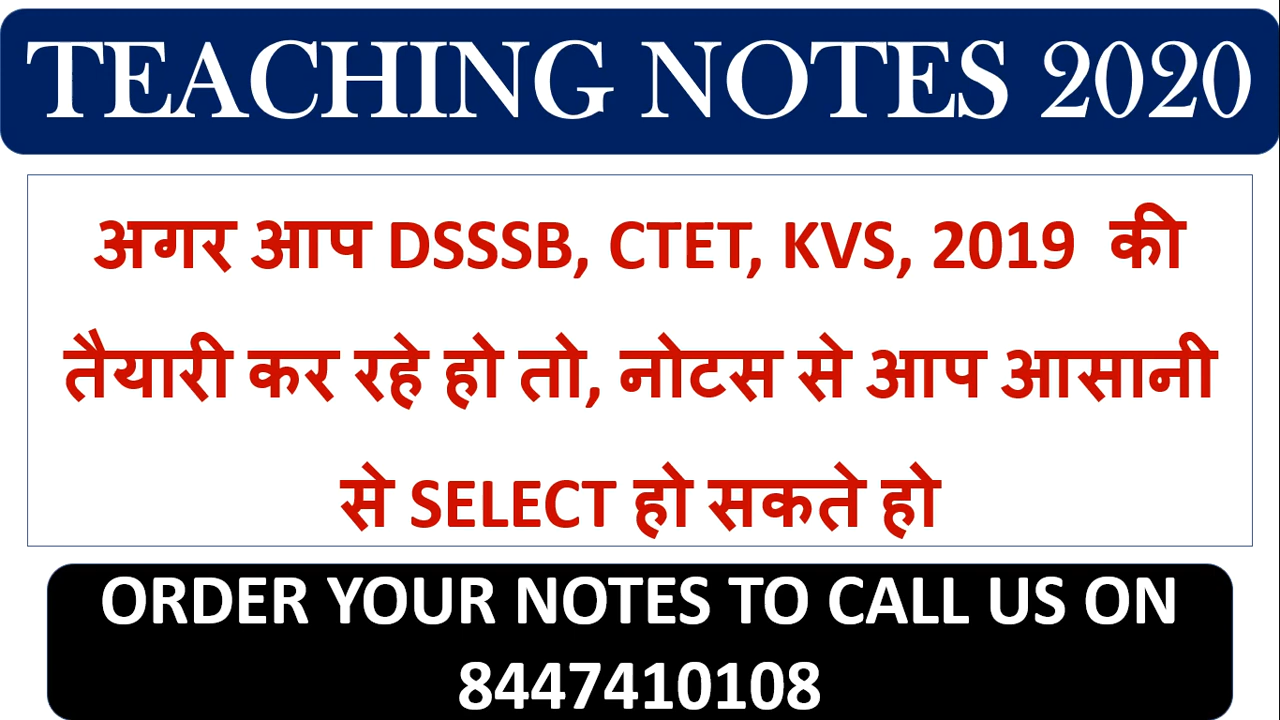 TEACHING NOTES 2020
अगर आप DSSSB, CTET, KVS, 2019 की
तैयारी कर रहे हो तो, नोटस से आप आसानी
से SELECT हो सकते हो
ORDER YOUR NOTES TO CALL US ON
8447410108